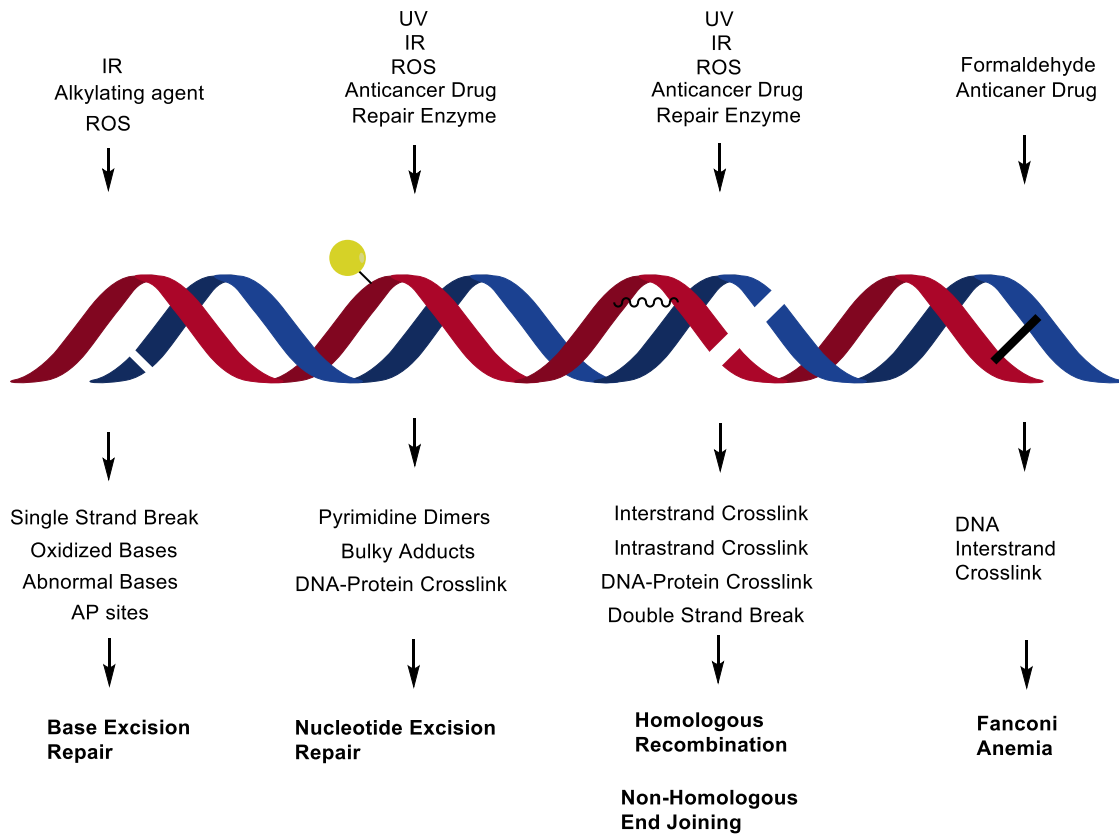 IR
Alkylating agent
ROS
UV
IR
ROS
Anticancer Drug
Repair Enzyme
UV
IR
ROS
Anticancer Drug
Repair Enzyme
Formaldehyde
Anticaner Drug
Single Strand Break
Oxidized Bases
Abnormal Bases
AP sites
Pyrimidine Dimers
Bulky Adducts
DNA-Protein Crosslink
Interstrand Crosslink
Intrastrand Crosslink
DNA-Protein Crosslink
Double Strand Break
DNA
Interstrand
Crosslink
Base Excision
Repair
Nucleotide Excision
Repair
Homologous
Recombination
Non-Homologous
End Joining
Fanconi
Anemia